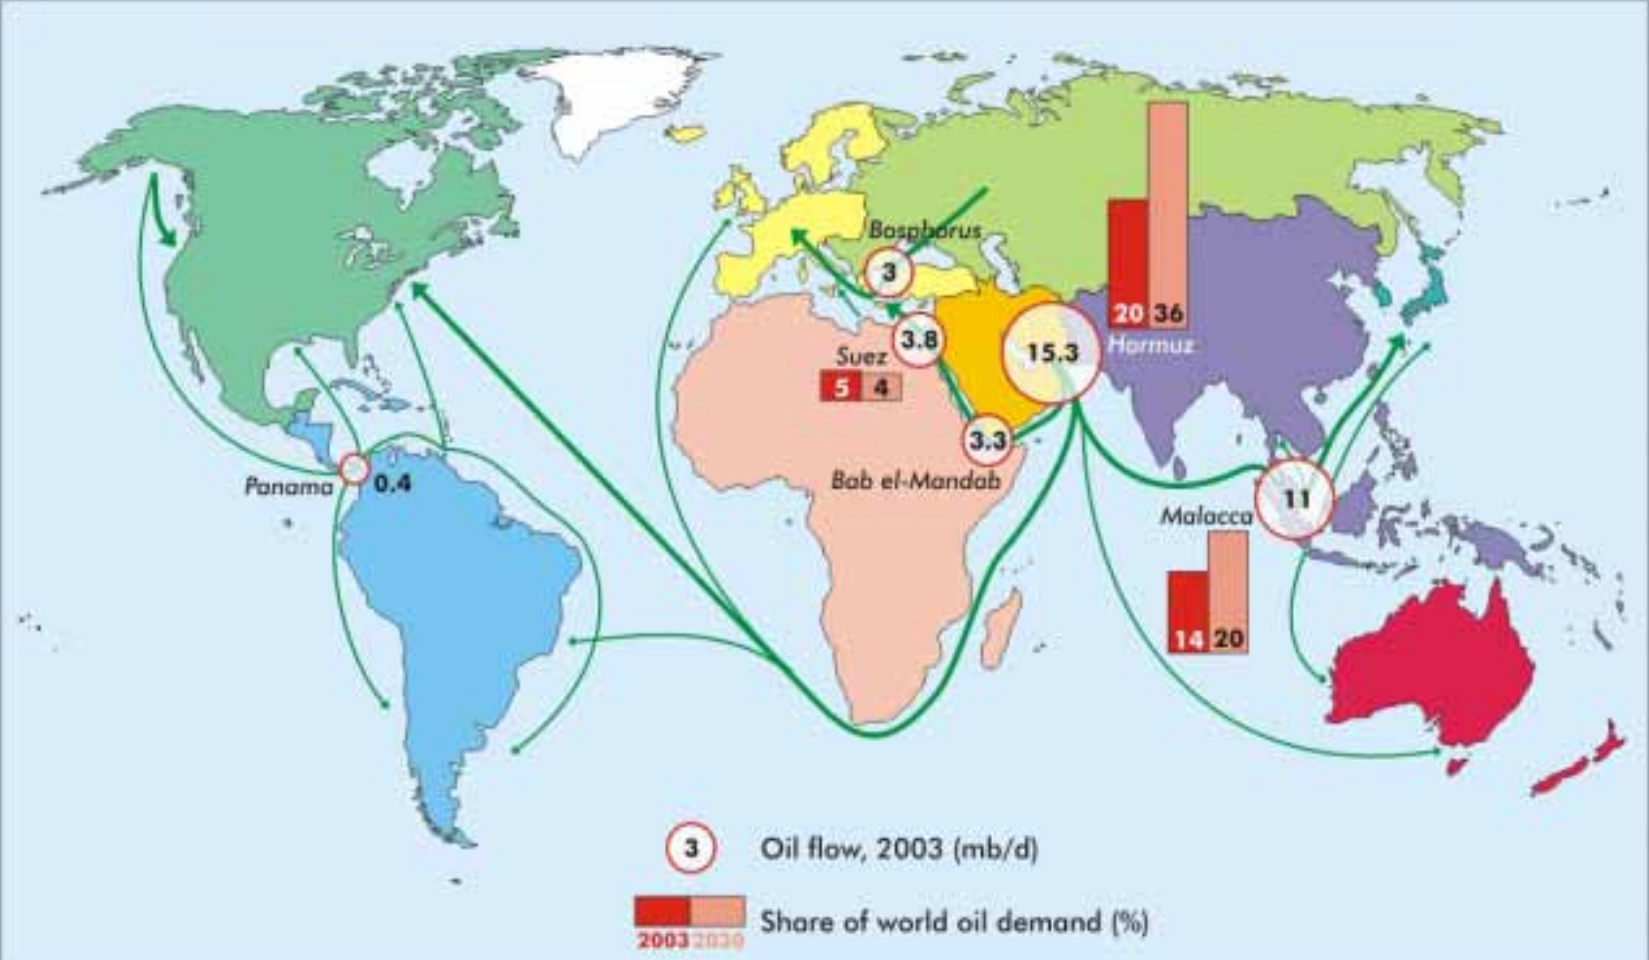 Bosphorus
3
20 36
3.8
Suez
15.3
Hormuz
5 4
3.3
Bab el-Mandab
Panama
0.4
11
Malacca
14 20
3 Oil flow, 2003 (mb/d)
Share of world oil demand (%)
2003 2030